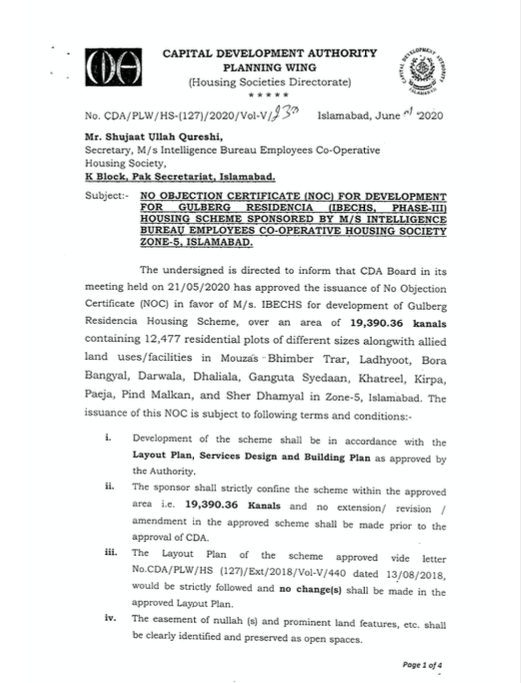 CDA
CAPITAL DEVELOPMENT AUTHORITY
PLANNING WING
(Housing Societies Directorate)
*****
CAPITAL DEVELOPMENT AUTHORITY
ISLAMABAD
No. CDA/PLW/HS-(127)/2020/Vol-V/
Islamabad, June 2020
Mr. Shujaat Ullah Qureshi,
Secretary, M/s Intelligence Bureau Employees Co-Operative
Housing Society,
K Block, Pak Secretariat, Islamabad.
Subject:- NO OBJECTION CERTIFICATE (NOC) FOR DEVELOPMENT
FOR GULBERG RESIDENCIA (IBECHS, PHASE-III)
HOUSING SCHEME SPONSORED BY M/S INTELLIGENCE
BUREAU EMPLOYEES CO-OPERATIVE HOUSING SOCIETY
ZONE-5, ISLAMABAD.
The undersigned is directed to inform that CDA Board in its
meeting held on 21/05/2020 has approved the issuance of No Objection
Certificate (NOC) in favor of M/s. IBECHS for development of Gulberg
Residencia Housing Scheme, over an area of 19,390.36 kanals
containing 12,477 residential plots of different sizes alongwith allied
land uses/facilities in Mouzas Bhimber Trar, Ladhyoot, Bora
Bangyal, Darwala, Dhaliala, Ganguta Syedaan, Khatreel, Kirpa,
Paeja, Pind Malkan, and Sher Dhamyal in Zone-5, Islamabad. The
issuance of this NOC is subject to following terms and conditions:-
i. Development of the scheme shall be in accordance with the
Layout Plan, Services Design and Building Plan as approved by
the Authority.
ii. The sponsor shall strictly confine the scheme within the approved
area i.e. 19,390.36 Kanals and no extension/ revision /
amendment in the approved scheme shall be made prior to the
approval of CDA.
iii. The Layout Plan of the scheme approved vide letter
No.CDA/PLW/HS (127)/Ext/2018/Vol-V/440 dated 13/08/2018,
would be strictly followed and no change(s) shall be made in the
approved Layout Plan.
iv. The easement of nullah (s) and prominent land features, etc. shall
be clearly identified and preserved as open spaces.
Page 1 of 4